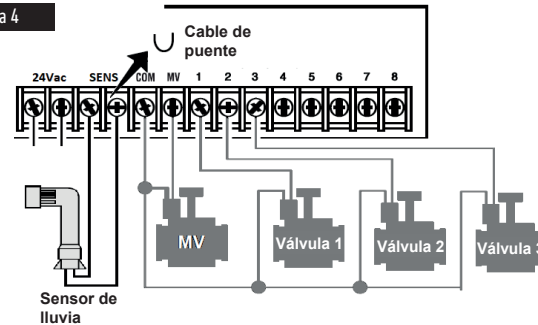 a 4
Cable de
puente
24Vac SENS COM MV 1 2 3 4 5 6 7 8
MV
Válvula 1
Válvula 2
Válvula 3
Sensor de
lluvia